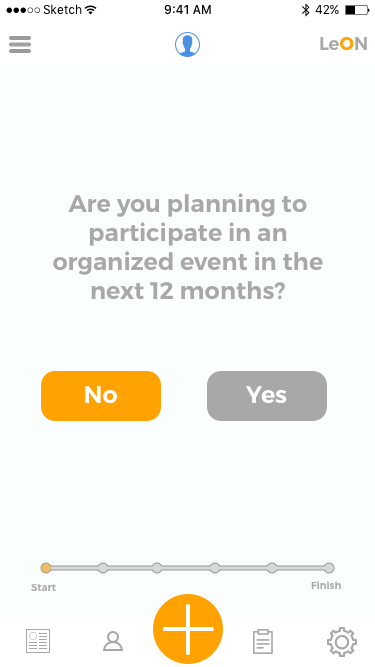 Sketch 9:41 AM 42%
LeON
Are you planning to
participate in an
organized event in the
next 12 months?
No Yes
Start Finish